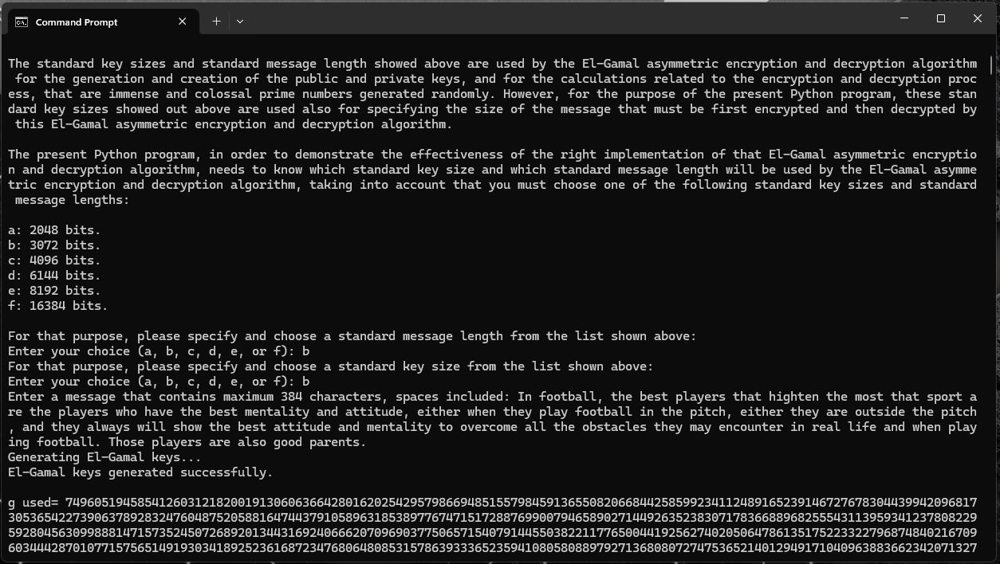 Command Prompt
The standard key sizes and standard message length showed above are used by the El-Gamal asymmetric encryption and decryption algorithm
for the generation and creation of the public and private keys, and for the calculations related to the encryption and decryption proc
ess, that are immense and colossal prime numbers generated randomly. However, for the purpose of the present Python program, these stan
dard key sizes showed out above are used also for specifying the size of the message that must be first encrypted and then decrypted by
this El-Gamal asymmetric encryption and decryption algorithm.
The present Python program, in order to demonstrate the effectiveness of the right implementation of that El-Gamal asymmetric encryptio
n and decryption algorithm, needs to know which standard key size and which standard message length will be used by the El-Gamal asymme
tric encryption and decryption algorithm, taking into account that you must choose one of the following standard key sizes and standard
message lengths:
a: 2048 bits.
b: 3072 bits.
c: 4096 bits.
d: 6144 bits.
e: 8192 bits.
f: 16384 bits.
For that purpose, please specify and choose a standard message length from the list shown above:
Enter your choice (a, b, c, d, e, or f): b
For that purpose, please specify and choose a standard key size from the list shown above:
Enter your choice (a, b, c, d, e, or f): b
Enter a message that contains maximum 384 characters, spaces included: In football, the best players that highten the most that sport a
re the players who have the best mentality and attitude, either when they play football in the pitch, either they are outside the pitch
, and they always will show the best attitude and mentality to overcome all the obstacles they may encounter in real life and when play
ing football. Those players are also good parents.
Generating El-Gamal keys...
El-Gamal keys generated successfully.
g used= 7496051945854126031218200191306063664280162025429579866948515579845913655082066844258599234112489165239146727678304439942096817
305365422739063789283247604875205881647443791058963185389776747151728876990079465890271449263523830717836688968255543113959341237808229
592804563099888147157352450726892013443169240666207096903775065715407914455038221177650044192562740205064786135175223322796874840216709
603444287010771575651491930341892523616872347680648085315786393336523594108058088979271368080727475365214012949171040963883662342071327